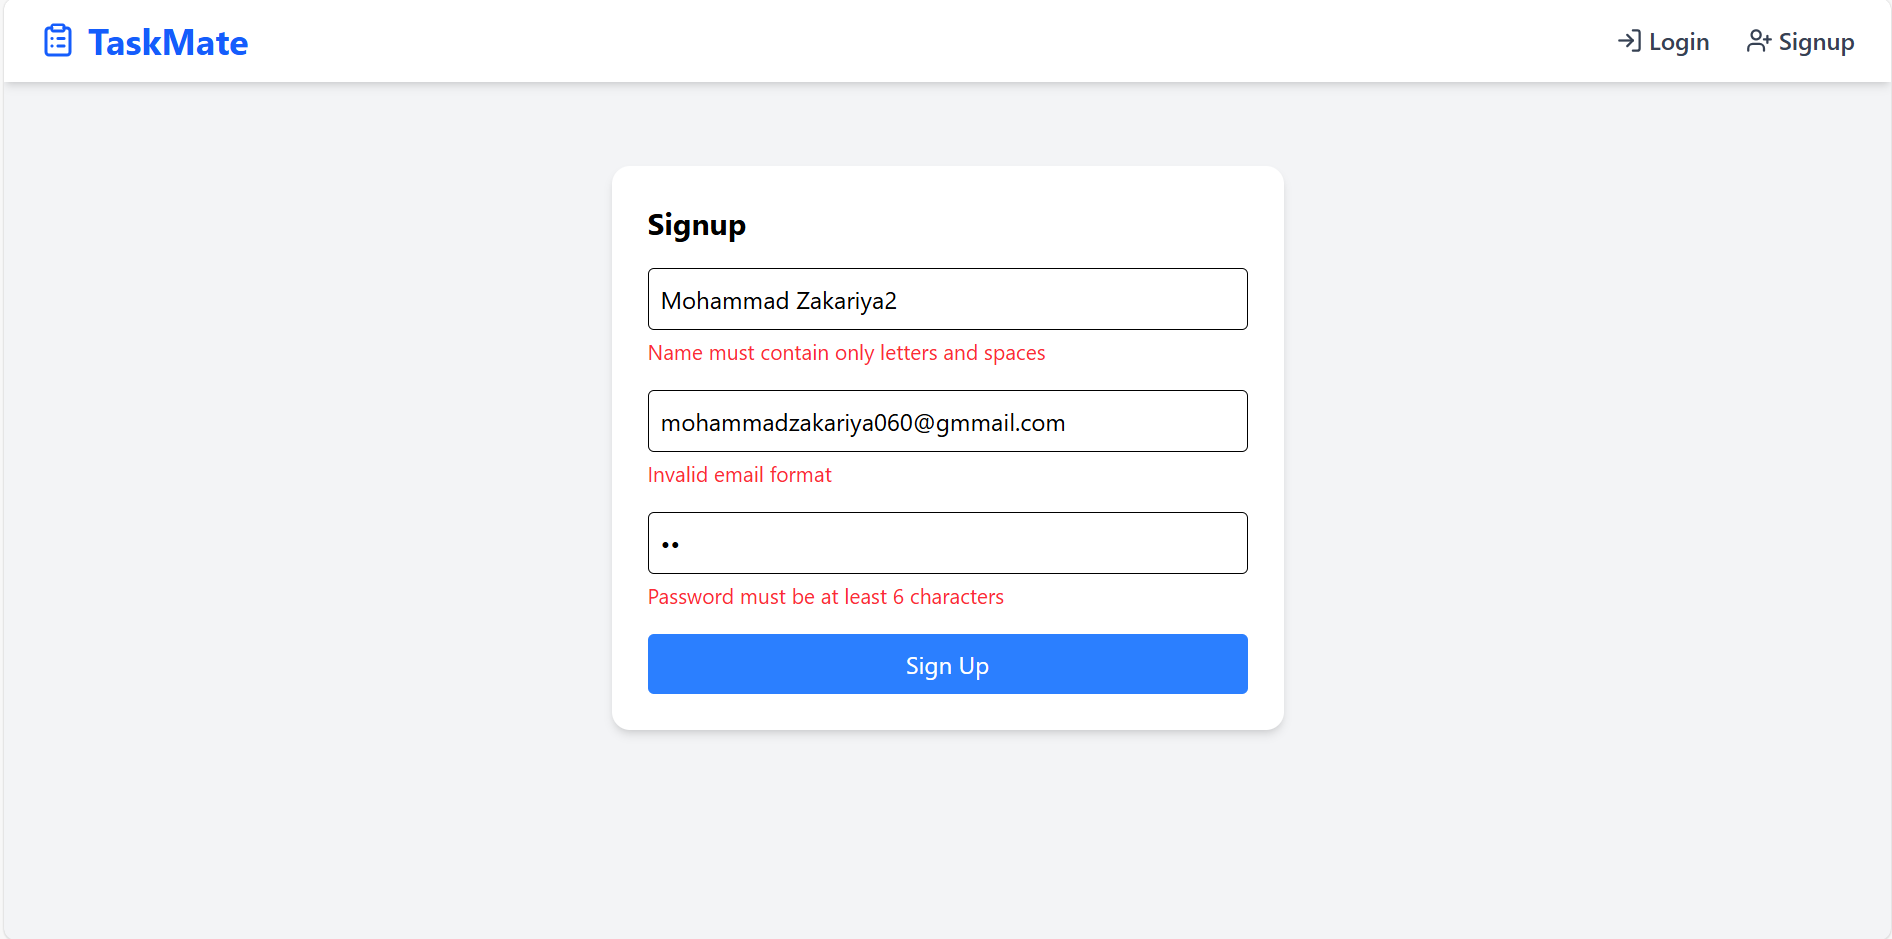 TaskMate
Login
Signup
Signup
Mohammad Zakariya2
Name must contain only letters and spaces
mohammadzakariya060@gmmail.com
Invalid email format
••
Password must be at least 6 characters
Sign Up